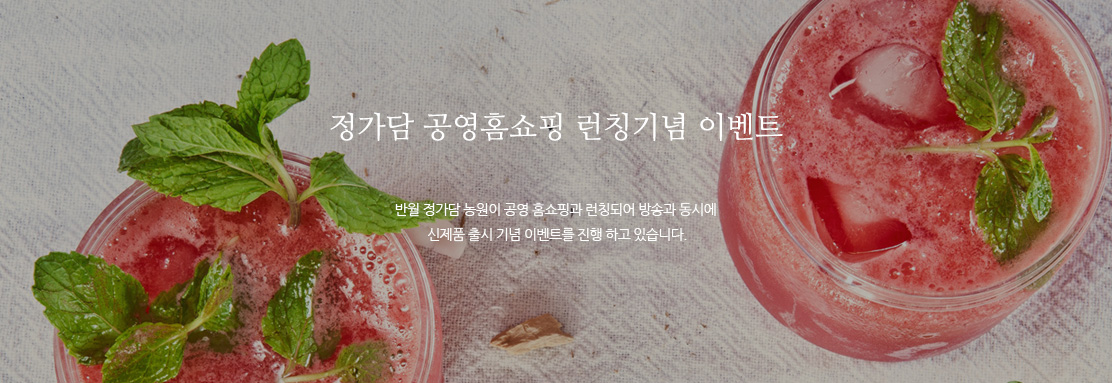 정가담 공영홈쇼핑 런칭기념 이벤트
반월 정가담 농원이 공영 홈쇼핑과 런칭되어 방송과 동시에
신제품 출시 기념 이벤트를 진행 하고 있습니다.